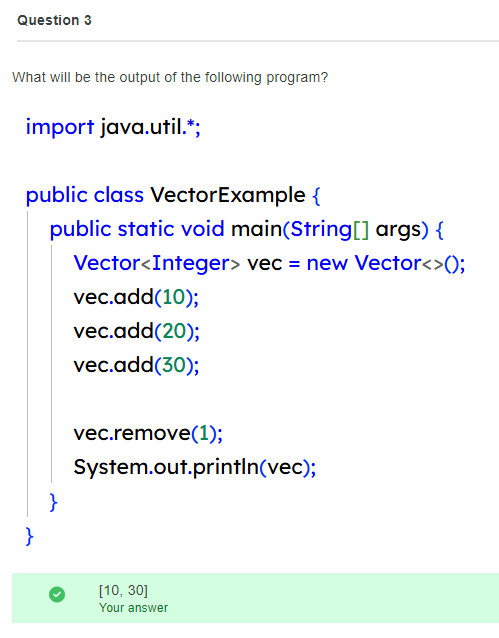 Question 3
What will be the output of the following program?
import java.util.*;
public class VectorExample {
public static void main(String[] args) {
Vector<Integer> vec = new Vector<>();
vec.add(10);
vec.add(20);
vec.add(30);
vec.remove(1);
System.out.println(vec);
}
}
[10, 30]
Your answer